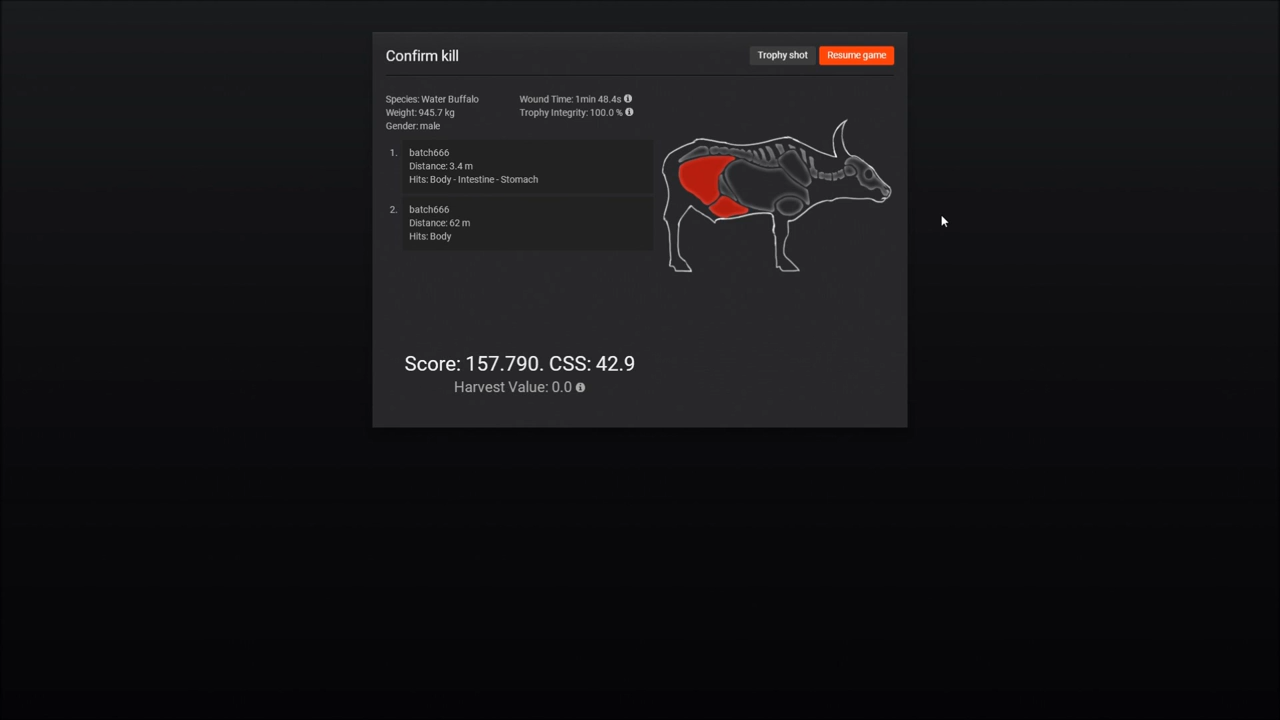 Confirm kill
Trophy shot
Resume game
Species: Water Buffalo
Weight: 945.7 kg
Gender: male
Wound Time: 1min 48.4s
Trophy Integrity: 100.0 %
1. batch666
Distance: 3.4 m
Hits: Body - Intestine - Stomach
2. batch666
Distance: 62 m
Hits: Body
Score: 157.790. CSS: 42.9
Harvest Value: 0.0